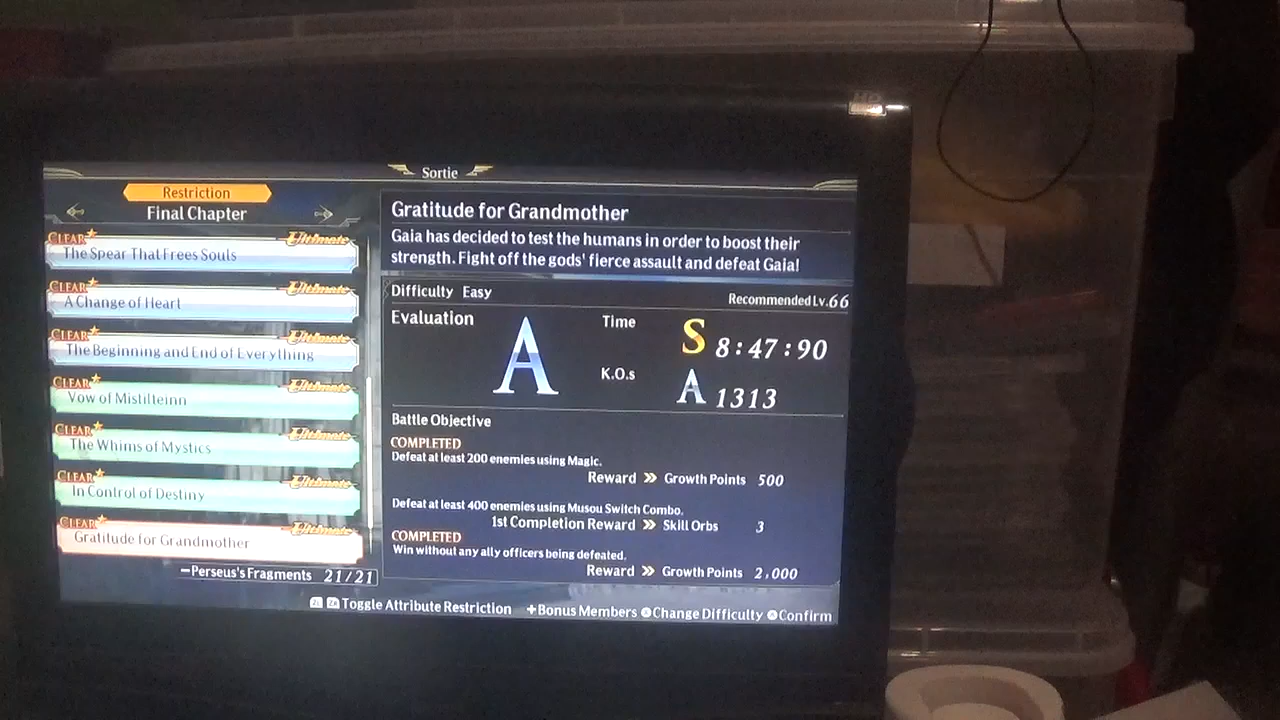 Sortie
Restriction
Final Chapter
CLEAR Ultimate
The Spear That Frees Souls
CLEAR Ultimate
A Change of Heart
CLEAR Ultimate
The Beginning and End of Everything
CLEAR Ultimate
Vow of Mistilteinn
CLEAR Ultimate
The Whims of Mystics
CLEAR Ultimate
In Control of Destiny
CLEAR Ultimate
Gratitude for Grandmother
Perseus's Fragments 21/21
Gratitude for Grandmother
Gaia has decided to test the humans in order to boost their
strength. Fight off the gods' fierce assault and defeat Gaia!
Difficulty Easy
Recommended Lv.66
Evaluation A
Time S 8:47:90
K.O.s A 1313
Battle Objective
COMPLETED
Defeat at least 200 enemies using Magic.
Reward Growth Points 500
Defeat at least 400 enemies using Musou Switch Combo.
1st Completion Reward Skill Orbs 3
COMPLETED
Win without any ally officers being defeated.
Reward Growth Points 2,000
Toggle Attribute Restriction +Bonus Members Change Difficulty Confirm